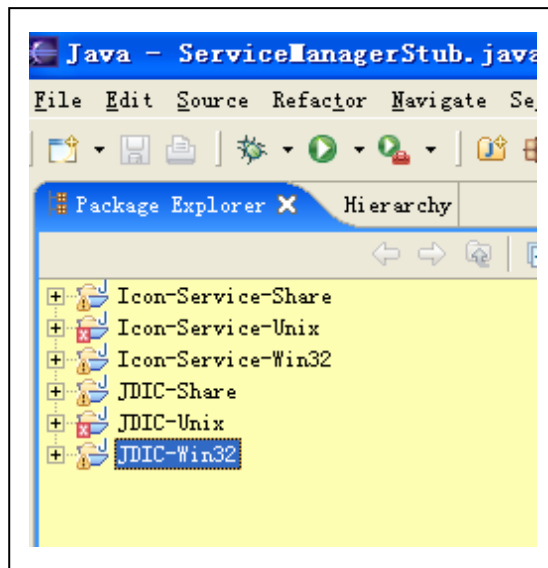 Java - ServiceManagerStub.java
File Edit Source Refactor Navigate Se
Package Explorer Hierarchy
Icon-Service-Share
Icon-Service-Unix
Icon-Service-Win32
JDIC-Share
JDIC-Unix
JDIC-Win32